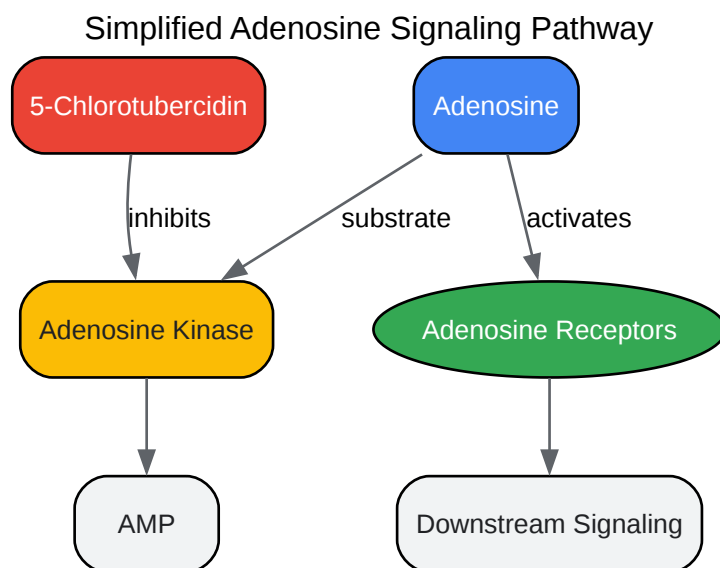 Simplified Adenosine Signaling Pathway
5-Chlorotubercidin
Adenosine
inhibits
substrate
activates
Adenosine Kinase
Adenosine Receptors
AMP
Downstream Signaling